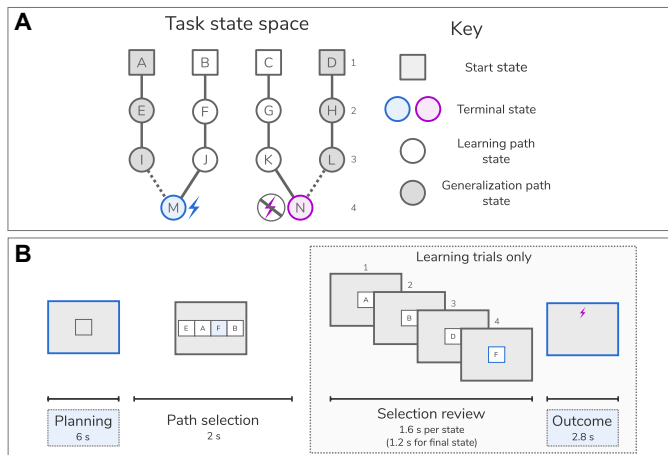 A
Task state space
Key
A B C D 1
E F G H 2
I J K L 3
M N 4
Start state
Terminal state
Learning path
state
Generalization path
state
B
Learning trials only
1
A
2
B
3
D
4
F
E A F B
Planning
6 s
Path selection
2 s
Selection review
1.6 s per state
(1.2 s for final state)
Outcome
2.8 s